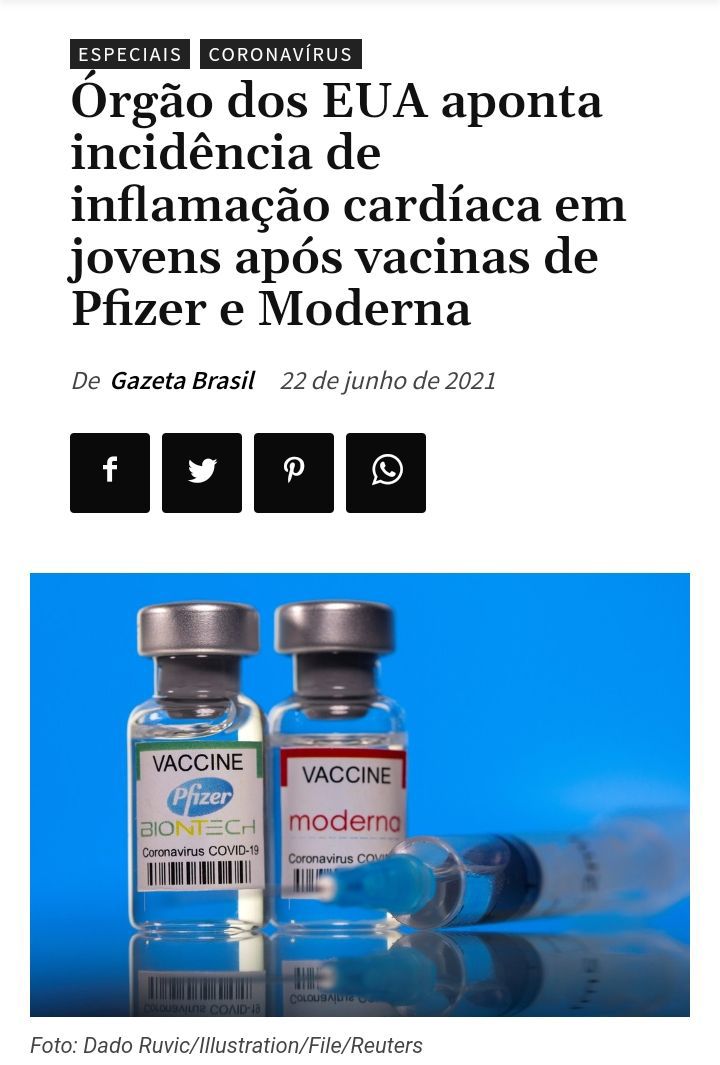 ESPECIAIS CORONAVÍRUS
Órgão dos EUA aponta
incidência de
inflamação cardíaca em
jovens após vacinas de
Pfizer e Moderna
De Gazeta Brasil 22 de junho de 2021
VACCINE
Pfizer
BIONTECH
Coronavirus COVID-19
VACCINE
moderna
Coronavirus
Foto: Dado Ruvic/Illustration/File/Reuters